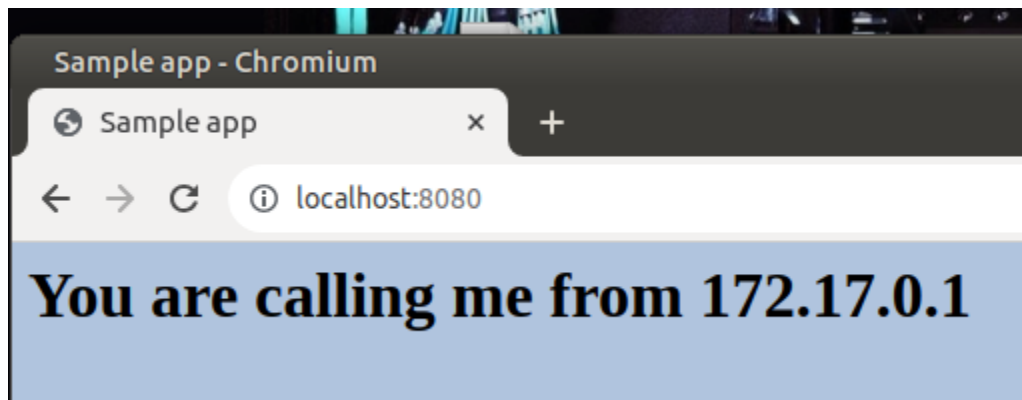 Sample app - Chromium
Sample app
localhost:8080
You are calling me from 172.17.0.1